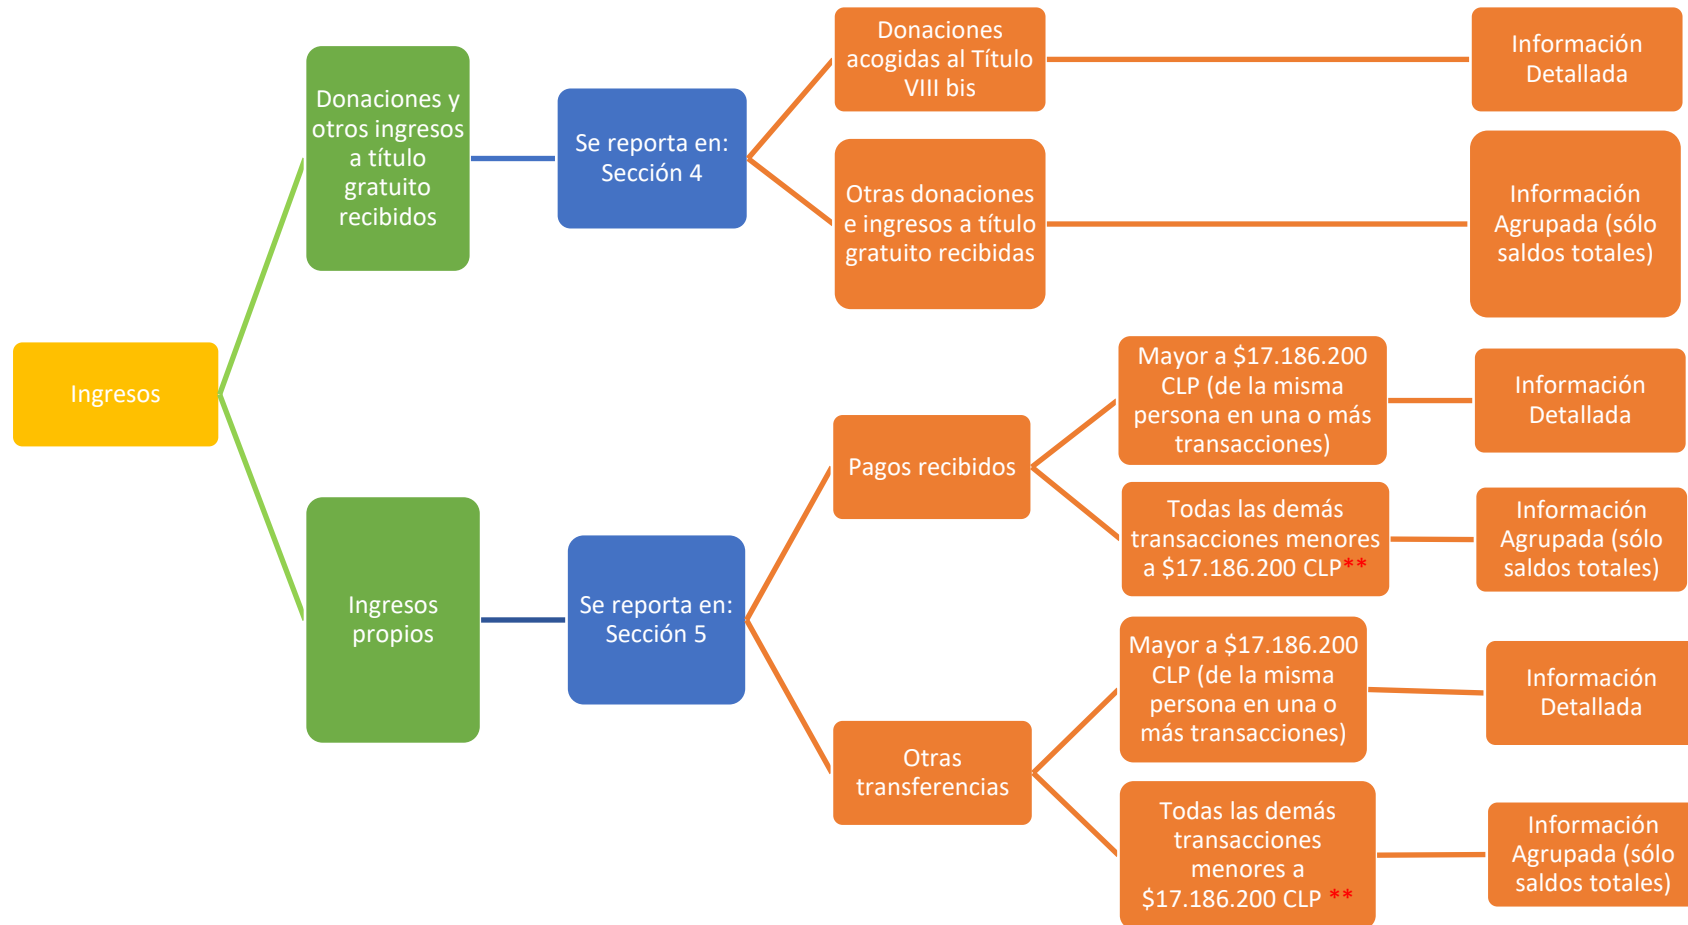 Ingresos
Donaciones y
otros ingresos
a título
gratuito
recibidos
Se reporta en:
Sección 4
Donaciones
acogidas al Título
VIII bis
Información
Detallada
Otras donaciones
e ingresos a título
gratuito recibidas
Información
Agrupada (sólo
saldos totales)
Ingresos
propios
Se reporta en:
Sección 5
Pagos recibidos
Mayor a $17.186.200
CLP (de la misma
persona en una o más
transacciones)
Información
Detallada
Todas las demás
transacciones menores
a $17.186.200 CLP**
Información
Agrupada (sólo
saldos totales)
Otras
transferencias
Mayor a $17.186.200
CLP (de la misma
persona en una o
más transacciones)
Información
Detallada
Todas las demás
transacciones
menores a
$17.186.200 CLP **
Información
Agrupada (sólo
saldos totales)